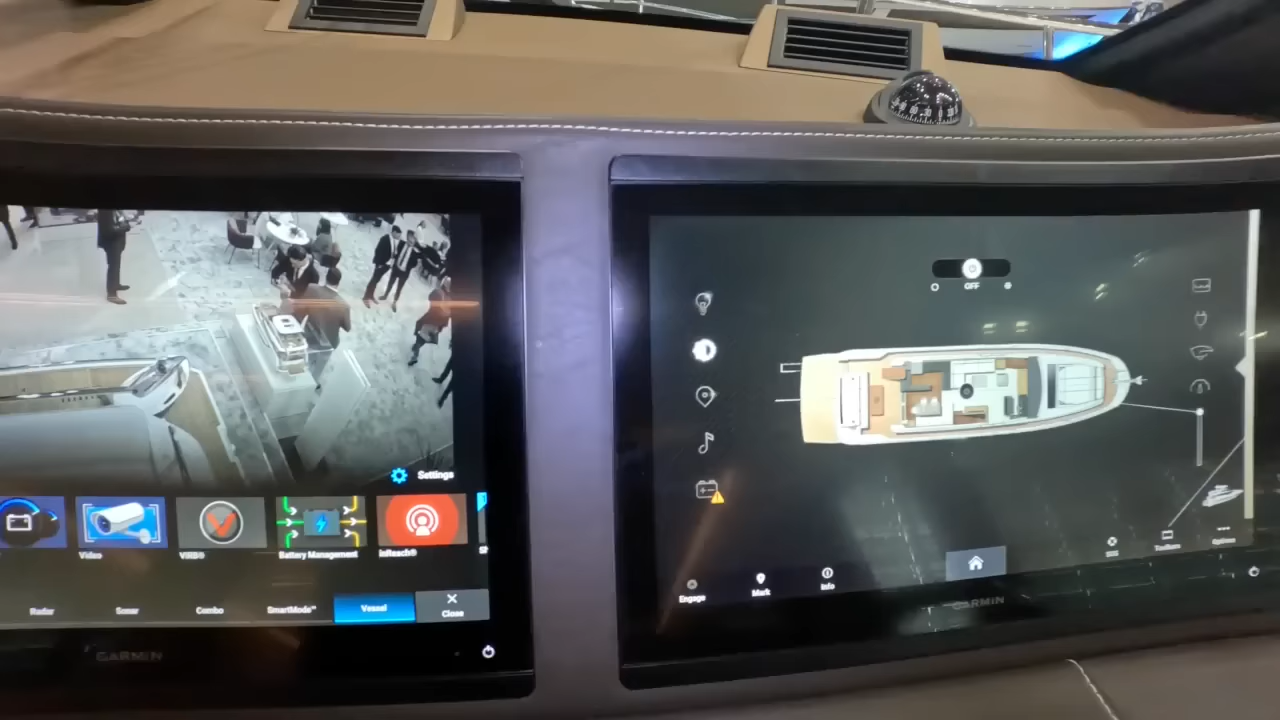 Settings
Video
VIRB®
Battery Management
inReach®
Radar
Sonar
Combo
SmartMode™
Vessel
Close
GARMIN
OFF
Engage
Mark
Info
SOS
Options
GARMIN